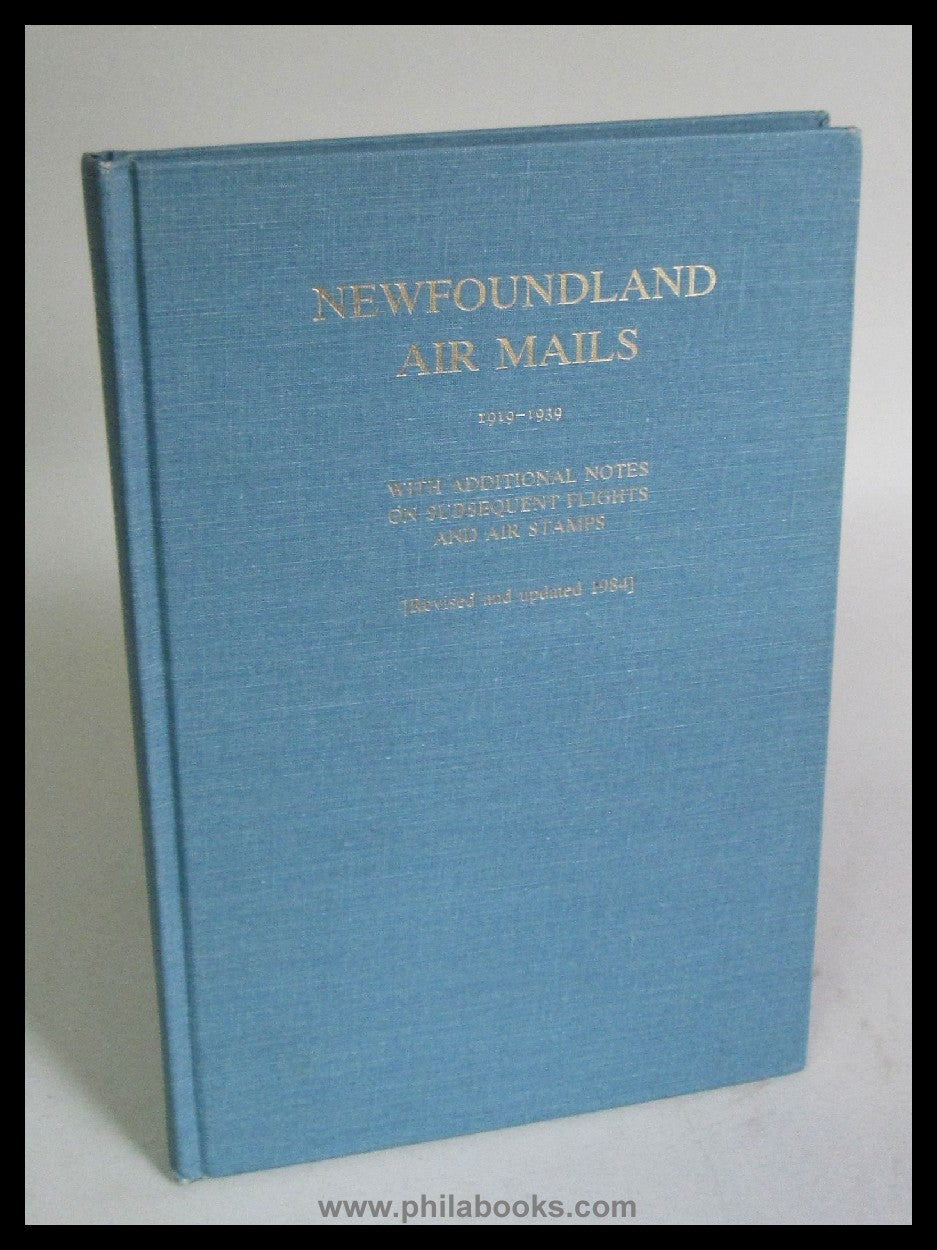 NEWFOUNDLAND
AIR MAILS
1919–1939
WITH ADDITIONAL NOTES
ON SUBSEQUENT FLIGHTS
AND AIR STAMPS
[Revised and updated 1984]
www.philabooks.com